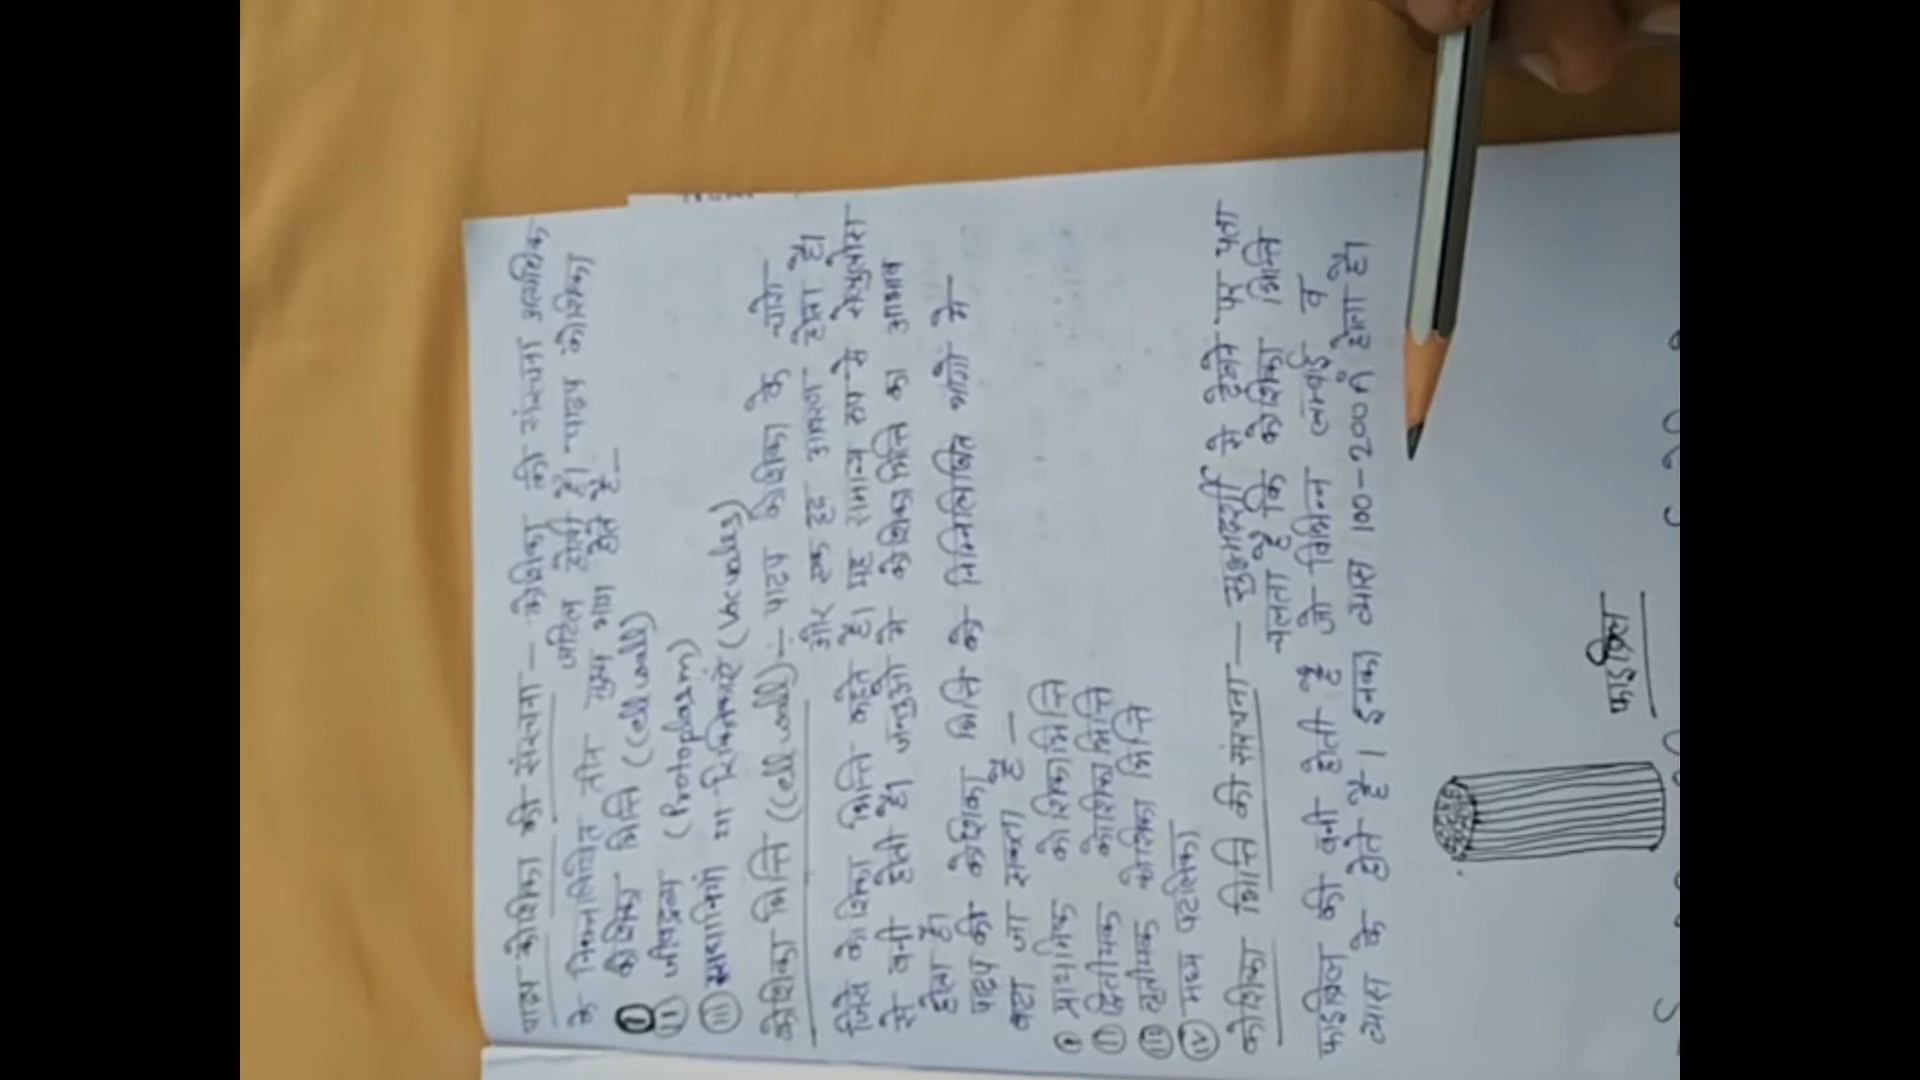 पादप कोशिका की संरचना - कोशिका की संरचना अत्यधिक
जटिल होती है। पादप कोशिका
के निम्नलिखित तीन मुख्य भाग होते है -
① कोशिका भित्ति (Cell wall)
(ii) जीवद्रव्य (Protoplasm)
(iii) रसधानियाँ या रिक्तिकाएँ (Vacuoles)
कोशिका भित्ति (Cell wall) :- पादप कोशिका के चारो
ओर एक दृढ आवरण होता है।
जिसे कोशिका भित्ति कहते है। यह सामान्य रुप से सेलुलोस
से बनी होती है। जन्तुओ मे कोशिका भित्ति का अभाव
होता है।
पादप की कोशिका भित्ति को निम्नलिखित भागो मे
बाटा जा सकता है -
(i) प्राथमिक कोशिका भित्ति
(ii) द्वितीयक कोशिका भित्ति
(iii) तृतीयक कोशिका भित्ति
(iv) मध्य पटलिका
कोशिका भित्ति की संरचना - सूक्ष्मदर्शी मे देखने पर पता
चलता है कि कोशिका भित्ति
फाइब्रिल की बनी होती है जो विभिन्न लम्बाई व
व्यास के होते है। इनका व्यास 100-200 होता है।
फाइब्रिल